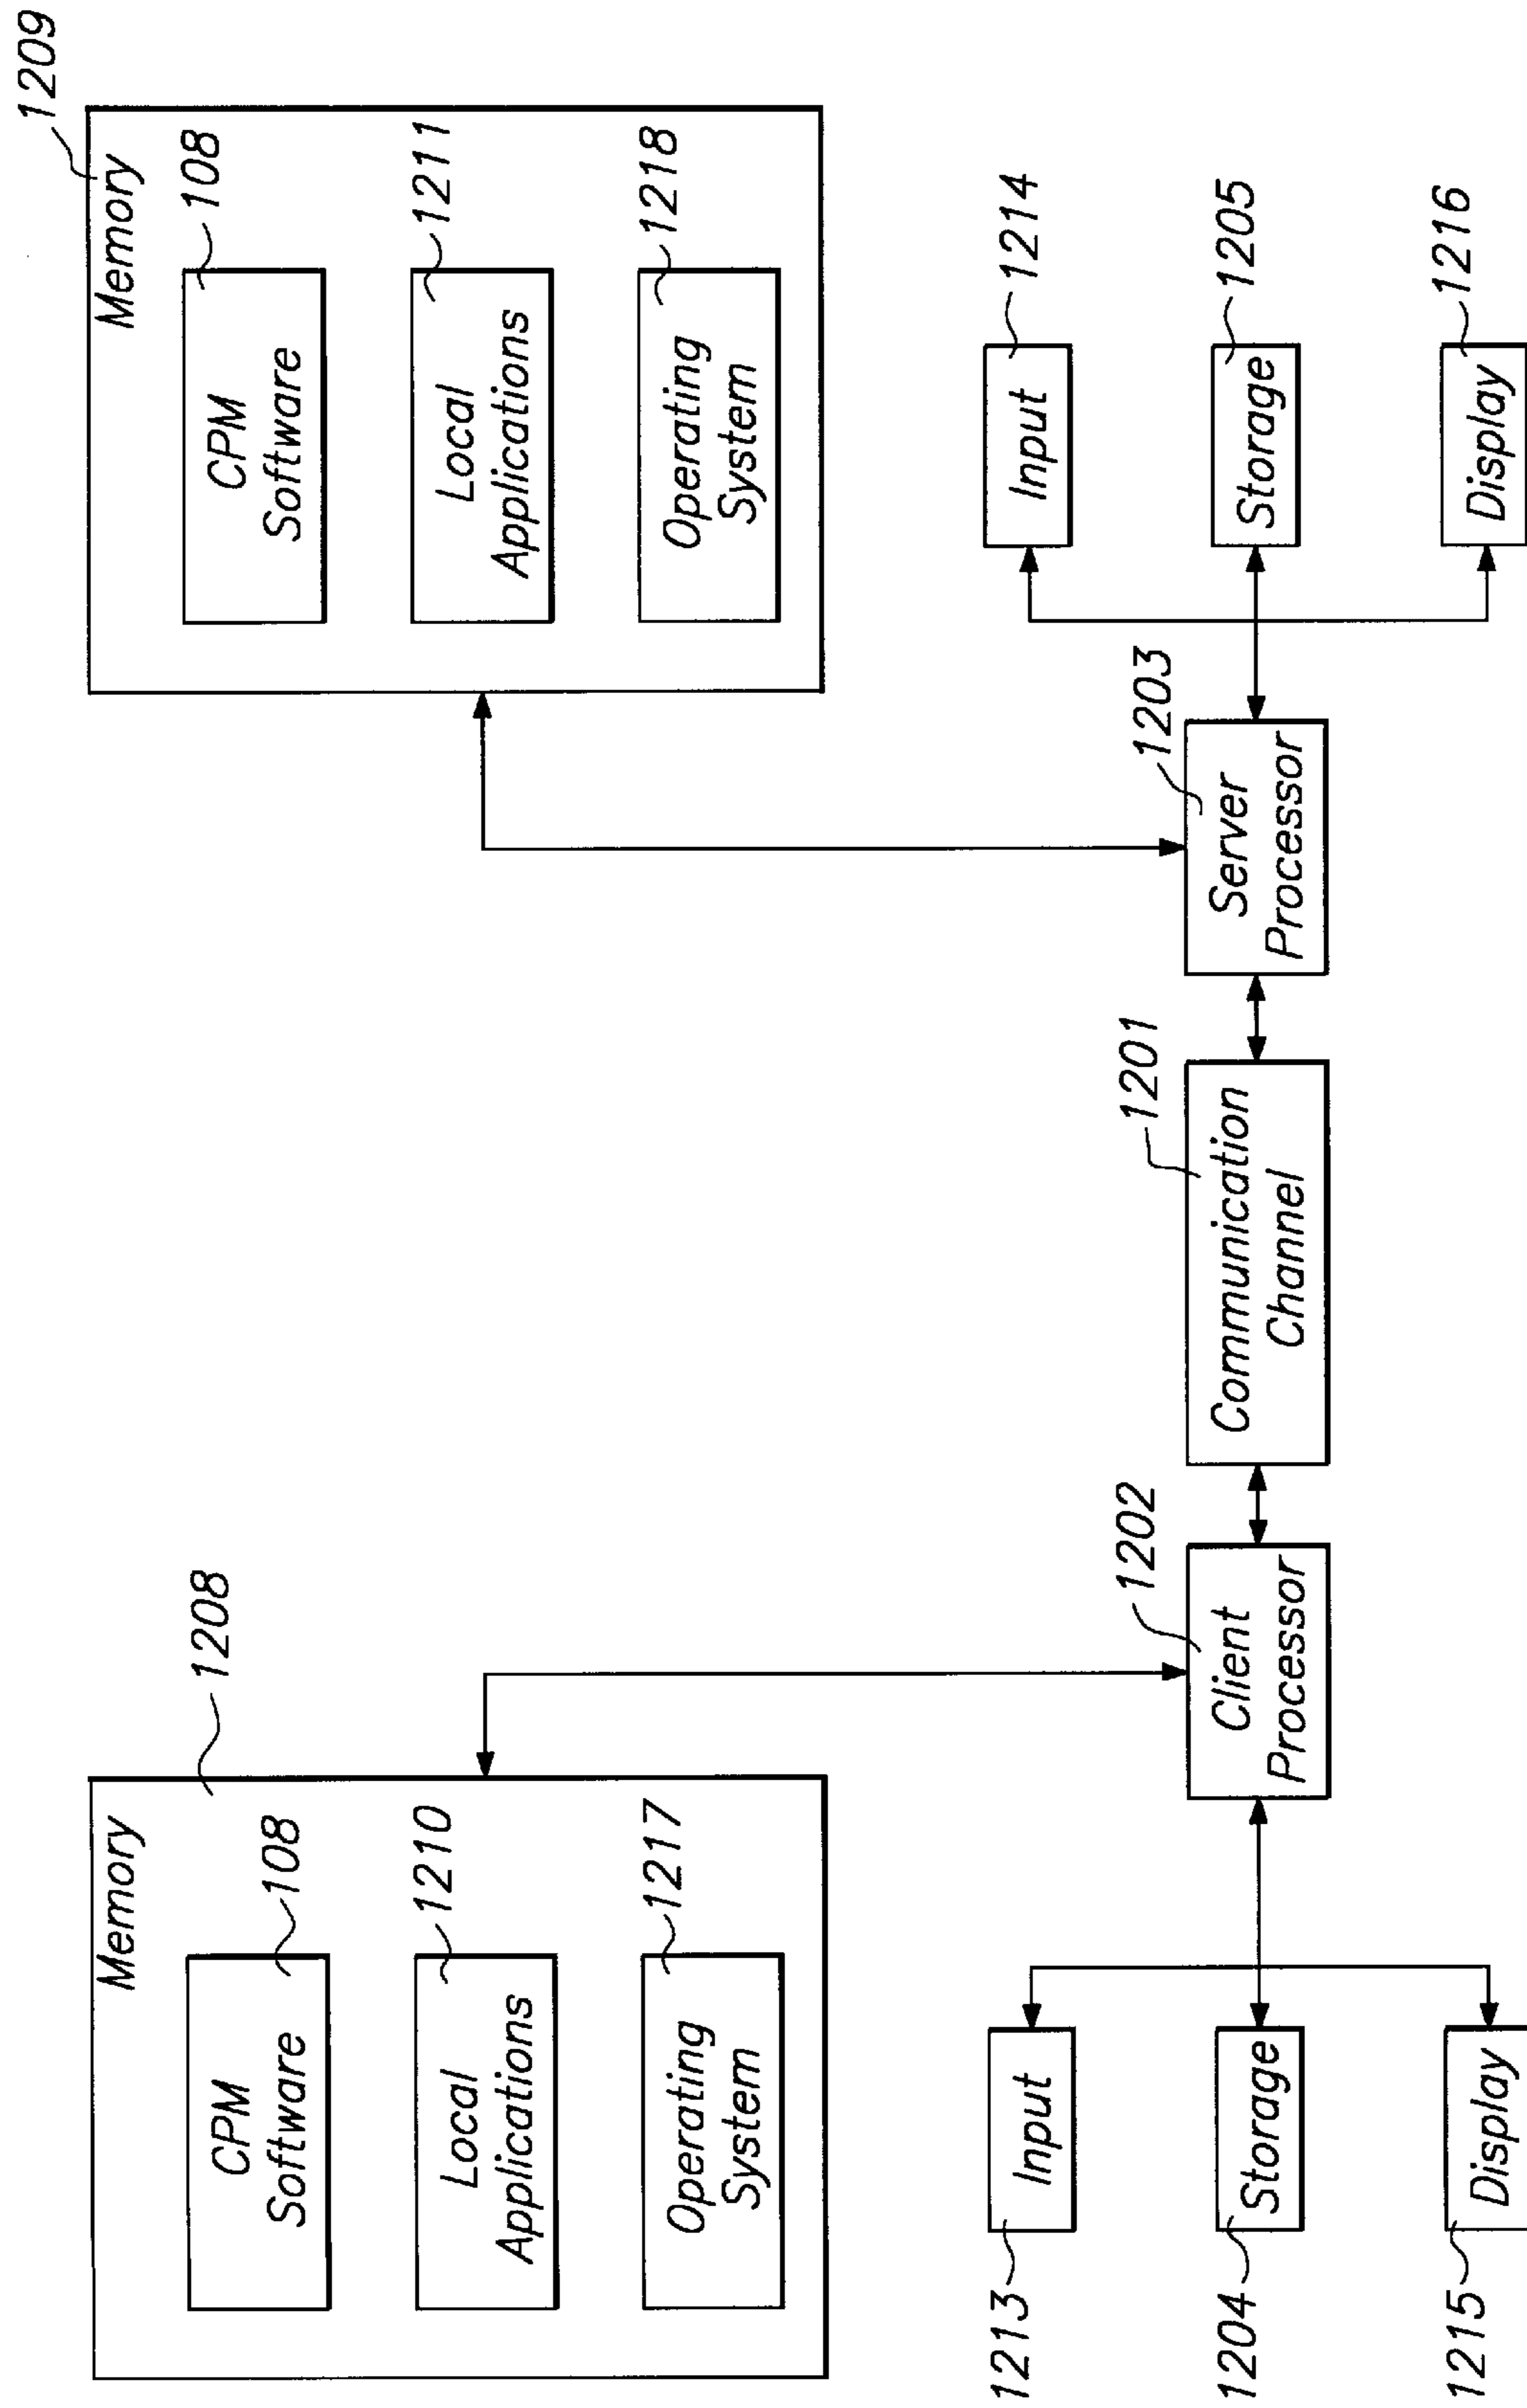 Memory
1208
CPM
Software
108
Local
Applications
1210
Operating
System
1217
Memory
1209
CPM
Software
108
Local
Applications
1211
Operating
System
1218
1213
Input
1204
Storage
1215
Display
Client
Processor
1202
Communication
Channel
1201
Server
Processor
1203
Input
1214
Storage
1205
Display
1216